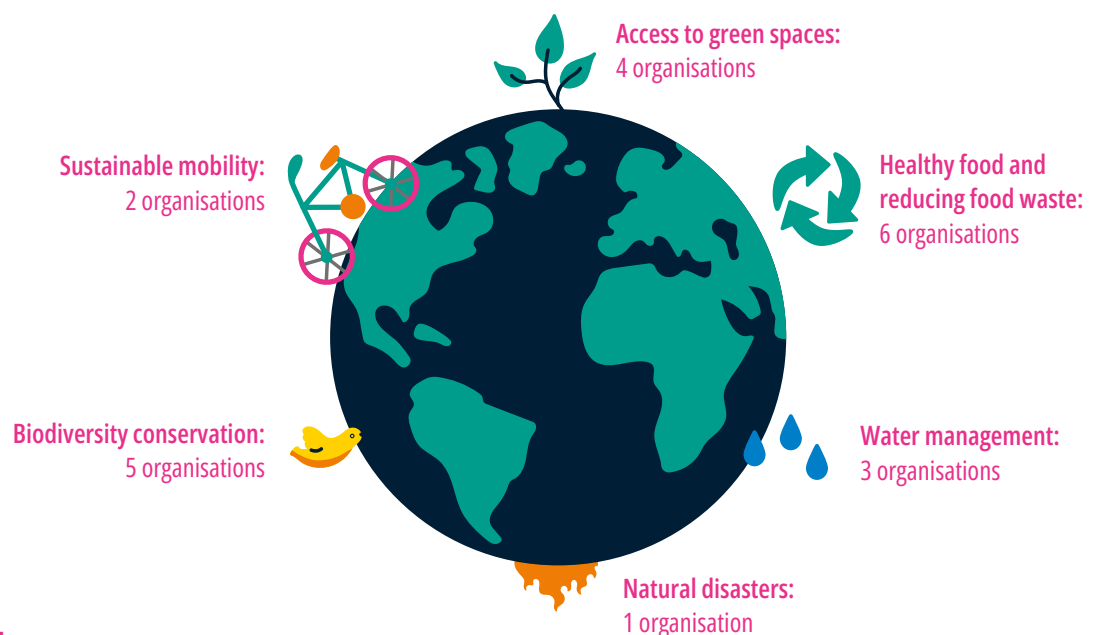 Access to green spaces:
4 organisations
Sustainable mobility:
2 organisations
Healthy food and
reducing food waste:
6 organisations
Biodiversity conservation:
5 organisations
Water management:
3 organisations
Natural disasters:
1 organisation